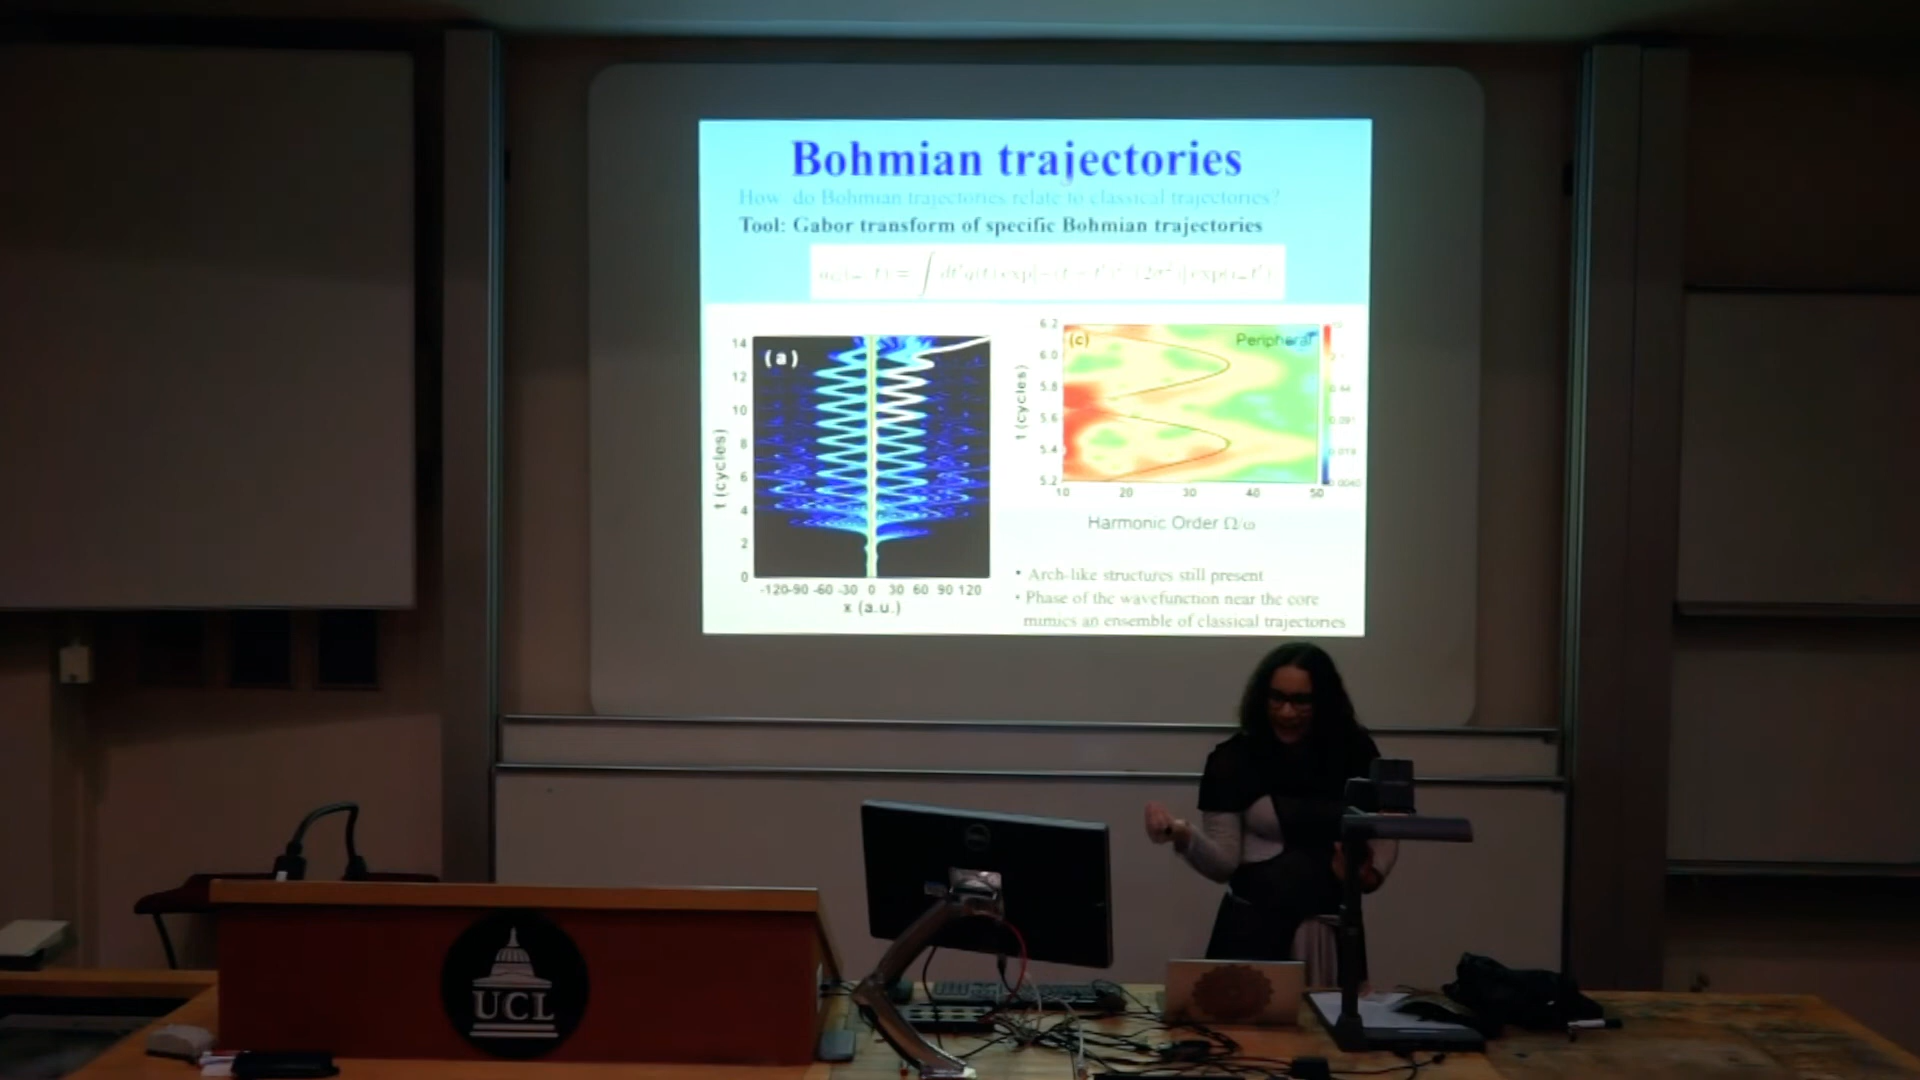 Bohmian trajectories
How do Bohmian trajectories relate to classical trajectories?
Tool: Gabor transform of specific Bohmian trajectories
(a)
t (cycles)
14
12
10
8
6
4
2
0
-120 -90 -60 -30 0 30 60 90 120
x (a.u.)
(c)
Peripheral
t (cycles)
6.2
6.0
5.8
5.6
5.4
5.2
10 20 30 40 50
Harmonic Order Ω/ω
• Arch-like structures still present
• Phase of the wavefunction near the core
mimics an ensemble of classical trajectories
UCL